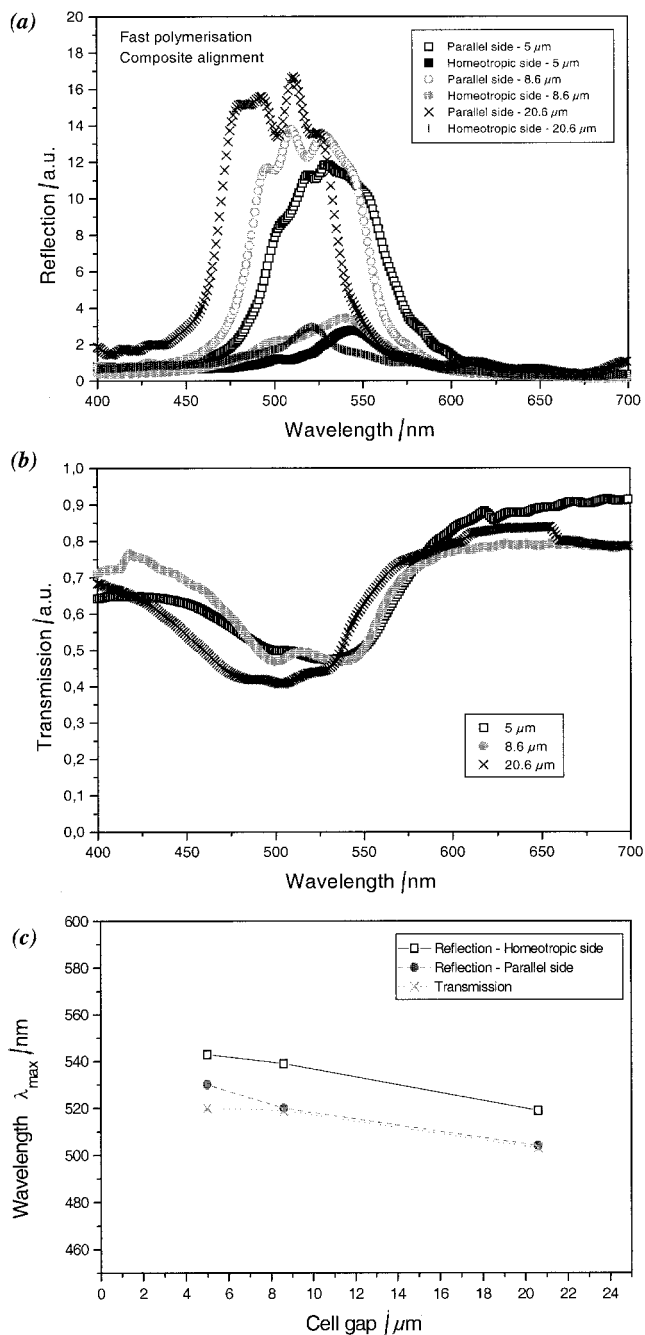 (a)
20
18
16
14
12
10
8
6
4
2
0
Reflection / a.u.
Fast polymerisation
Composite alignment
Parallel side - 5 μm
Homeotropic side - 5 μm
Parallel side - 8.6 μm
Homeotropic side - 8.6 μm
Parallel side - 20.6 μm
Homeotropic side - 20.6 μm
400 450 500 550 600 650 700
Wavelength /nm
(b)
1,0
0,9
0,8
0,7
0,6
0,5
0,4
0,3
0,2
0,1
0,0
Transmission / a.u.
5 μm
8.6 μm
20.6 μm
400 450 500 550 600 650 700
Wavelength /nm
(c)
600
580
560
540
520
500
480
460
Wavelength λmax /nm
Reflection - Homeotropic side
Reflection - Parallel side
Transmission
0 2 4 6 8 10 12 14 16 18 20 22 24
Cell gap / μm